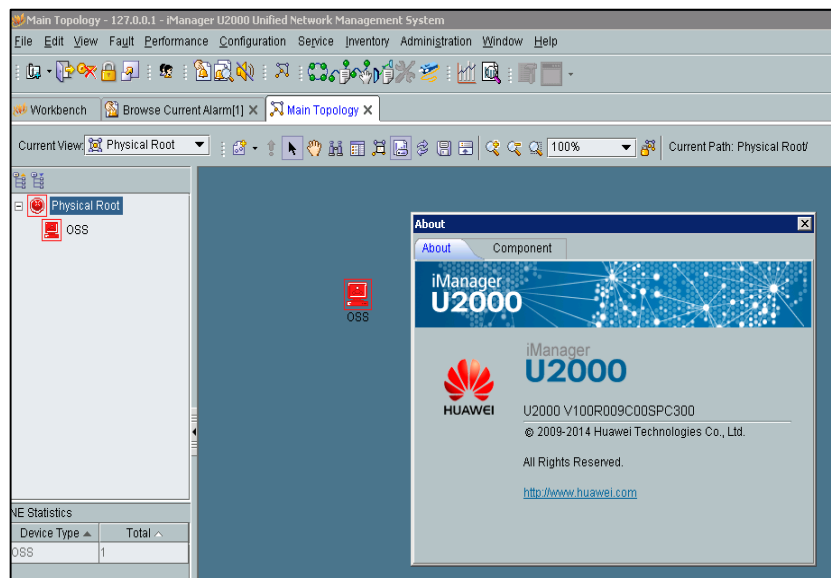 Main Topology - 127.0.0.1 - iManager U2000 Unified Network Management System
File Edit View Fault Performance Configuration Service Inventory Administration Window Help
Workbench Browse Current Alarm[1] Main Topology
Current View: Physical Root 100% Current Path: Physical Root/
Physical Root
OSS
OSS
About
About Component
iManager
U2000
iManager
U2000
HUAWEI
U2000 V100R009C00SPC300
© 2009-2014 Huawei Technologies Co., Ltd.
All Rights Reserved.
http://www.huawei.com
NE Statistics
Device Type Total
OSS 1